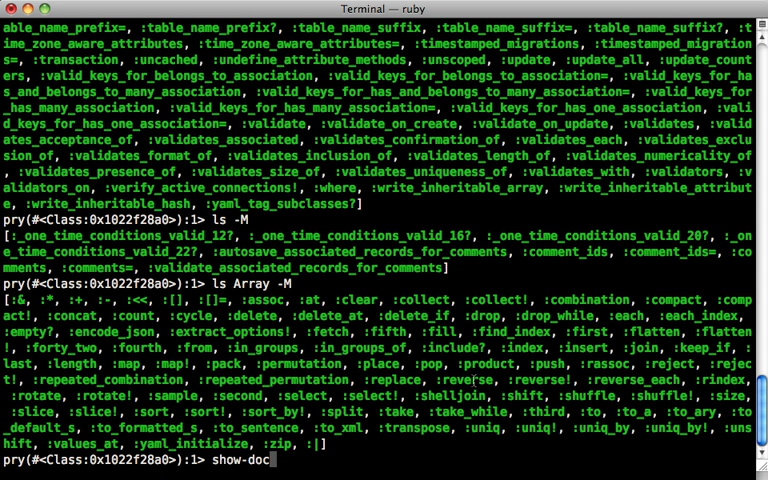 Terminal — ruby
able_name_prefix=, :table_name_prefix?, :table_name_suffix, :table_name_suffix=, :table_name_suffix?, :t
ime_zone_aware_attributes, :time_zone_aware_attributes=, :timestamped_migrations, :timestamped_migration
s=, :transaction, :uncached, :undefine_attribute_methods, :unscoped, :update, :update_all, :update_count
ers, :valid_keys_for_belongs_to_association, :valid_keys_for_belongs_to_association=, :valid_keys_for_ha
s_and_belongs_to_many_association, :valid_keys_for_has_and_belongs_to_many_association=, :valid_keys_for
_has_many_association, :valid_keys_for_has_many_association=, :valid_keys_for_has_one_association, :vali
d_keys_for_has_one_association=, :validate, :validate_on_create, :validate_on_update, :validates, :valid
ates_acceptance_of, :validates_associated, :validates_confirmation_of, :validates_each, :validates_exclu
sion_of, :validates_format_of, :validates_inclusion_of, :validates_length_of, :validates_numericality_of
, :validates_presence_of, :validates_size_of, :validates_uniqueness_of, :validates_with, :validators, :v
alidators_on, :verify_active_connections!, :where, :write_inheritable_array, :write_inheritable_attribut
e, :write_inheritable_hash, :yaml_tag_subclasses?]
pry(#<Class:0x1022f28a0>):1> ls -M
[:_one_time_conditions_valid_12?, :_one_time_conditions_valid_16?, :_one_time_conditions_valid_20?, :_on
e_time_conditions_valid_22?, :autosave_associated_records_for_comments, :comment_ids, :comment_ids=, :co
mments, :comments=, :validate_associated_records_for_comments]
pry(#<Class:0x1022f28a0>):1> ls Array -M
[:&, :*, :+, :-, :<<, :[], :[]=, :assoc, :at, :clear, :collect, :collect!, :combination, :compact, :comp
act!, :concat, :count, :cycle, :delete, :delete_at, :delete_if, :drop, :drop_while, :each, :each_index,
:empty?, :encode_json, :extract_options!, :fetch, :fifth, :fill, :find_index, :first, :flatten, :flatten
!, :forty_two, :fourth, :from, :in_groups, :in_groups_of, :include?, :index, :insert, :join, :keep_if, :
last, :length, :map, :map!, :pack, :permutation, :place, :pop, :product, :push, :rassoc, :reject, :rejec
t!, :repeated_combination, :repeated_permutation, :replace, :reverse, :reverse!, :reverse_each, :rindex,
:rotate, :rotate!, :sample, :second, :select, :select!, :shelljoin, :shift, :shuffle, :shuffle!, :size,
:slice, :slice!, :sort, :sort!, :sort_by!, :split, :take, :take_while, :third, :to, :to_a, :to_ary, :to
_default_s, :to_formatted_s, :to_sentence, :to_xml, :transpose, :uniq, :uniq!, :uniq_by, :uniq_by!, :uns
hift, :values_at, :yaml_initialize, :zip, :|]
pry(#<Class:0x1022f28a0>):1> show-doc